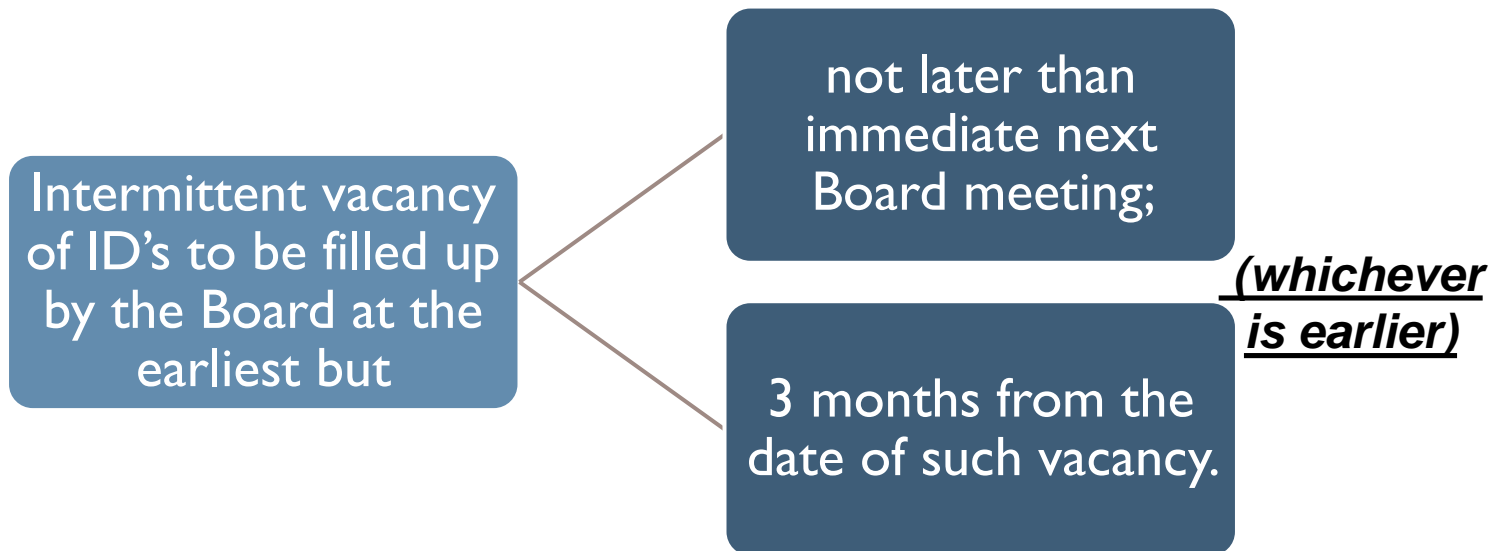 Intermittent vacancy
of ID's to be filled up
by the Board at the
earliest but
not later than
immediate next
Board meeting;
3 months from the
date of such vacancy.
(whichever
is earlier)